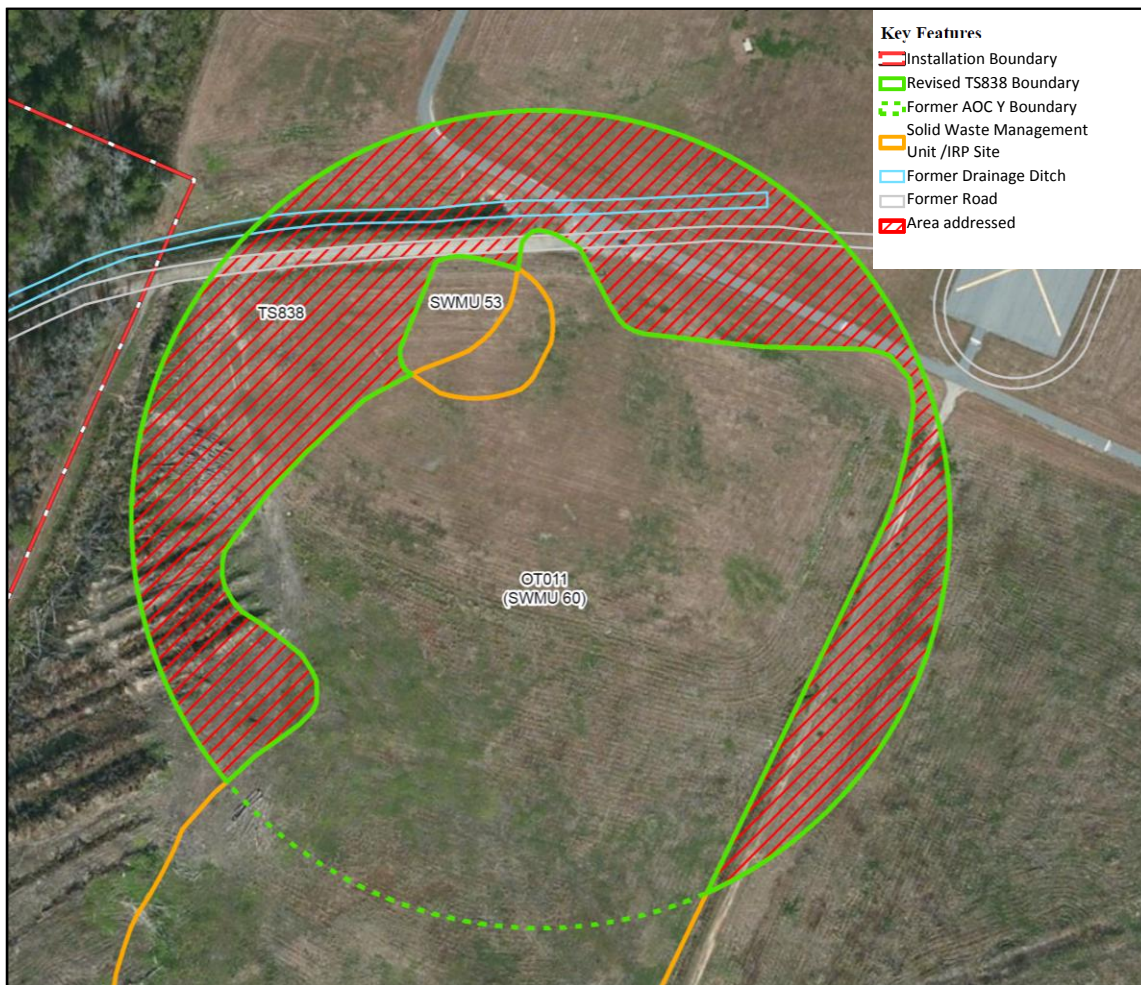 Key Features
Installation Boundary
Revised TS838 Boundary
Former AOC Y Boundary
Solid Waste Management
Unit /IRP Site
Former Drainage Ditch
Former Road
Area addressed
SWMU 53
TS838
OT011
(SWMU 60)